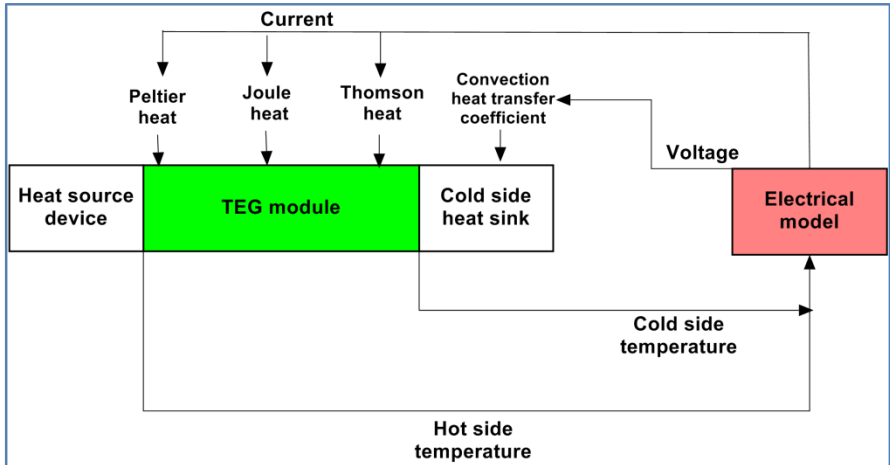 Current
Peltier
heat
Joule
heat
Thomson
heat
Convection
heat transfer
coefficient
Voltage
Heat source
device
TEG module
Cold side
heat sink
Electrical
model
Cold side
temperature
Hot side
temperature